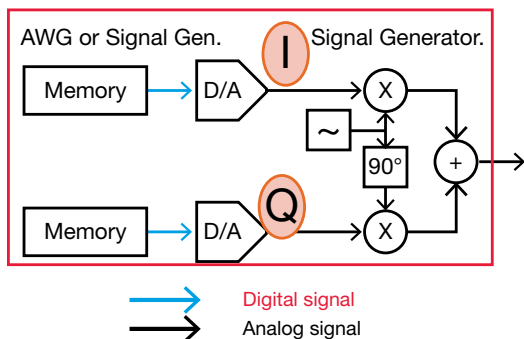 AWG or Signal Gen.
I
Signal Generator.
Memory
D/A
X
~
90°
+
Memory
D/A
Q
X
Digital signal
Analog signal